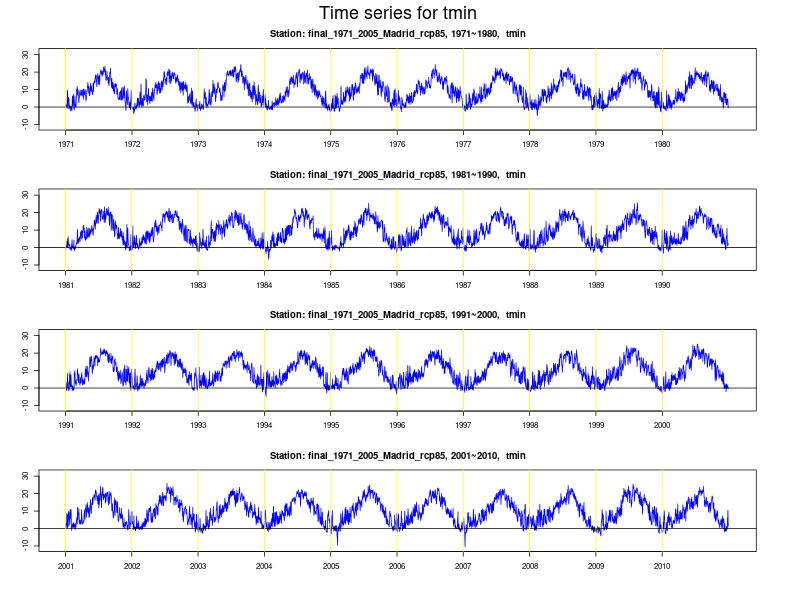 Time series for tmin
Station: final_1971_2005_Madrid_rcp85, 1971~1980, tmin
30
20
10
0
-10
1971 1972 1973 1974 1975 1976 1977 1978 1979 1980
Station: final_1971_2005_Madrid_rcp85, 1981~1990, tmin
30
20
10
0
-10
1981 1982 1983 1984 1985 1986 1987 1988 1989 1990
Station: final_1971_2005_Madrid_rcp85, 1991~2000, tmin
30
20
10
0
-10
1991 1992 1993 1994 1995 1996 1997 1998 1999 2000
Station: final_1971_2005_Madrid_rcp85, 2001~2010, tmin
30
20
10
0
-10
2001 2002 2003 2004 2005 2006 2007 2008 2009 2010